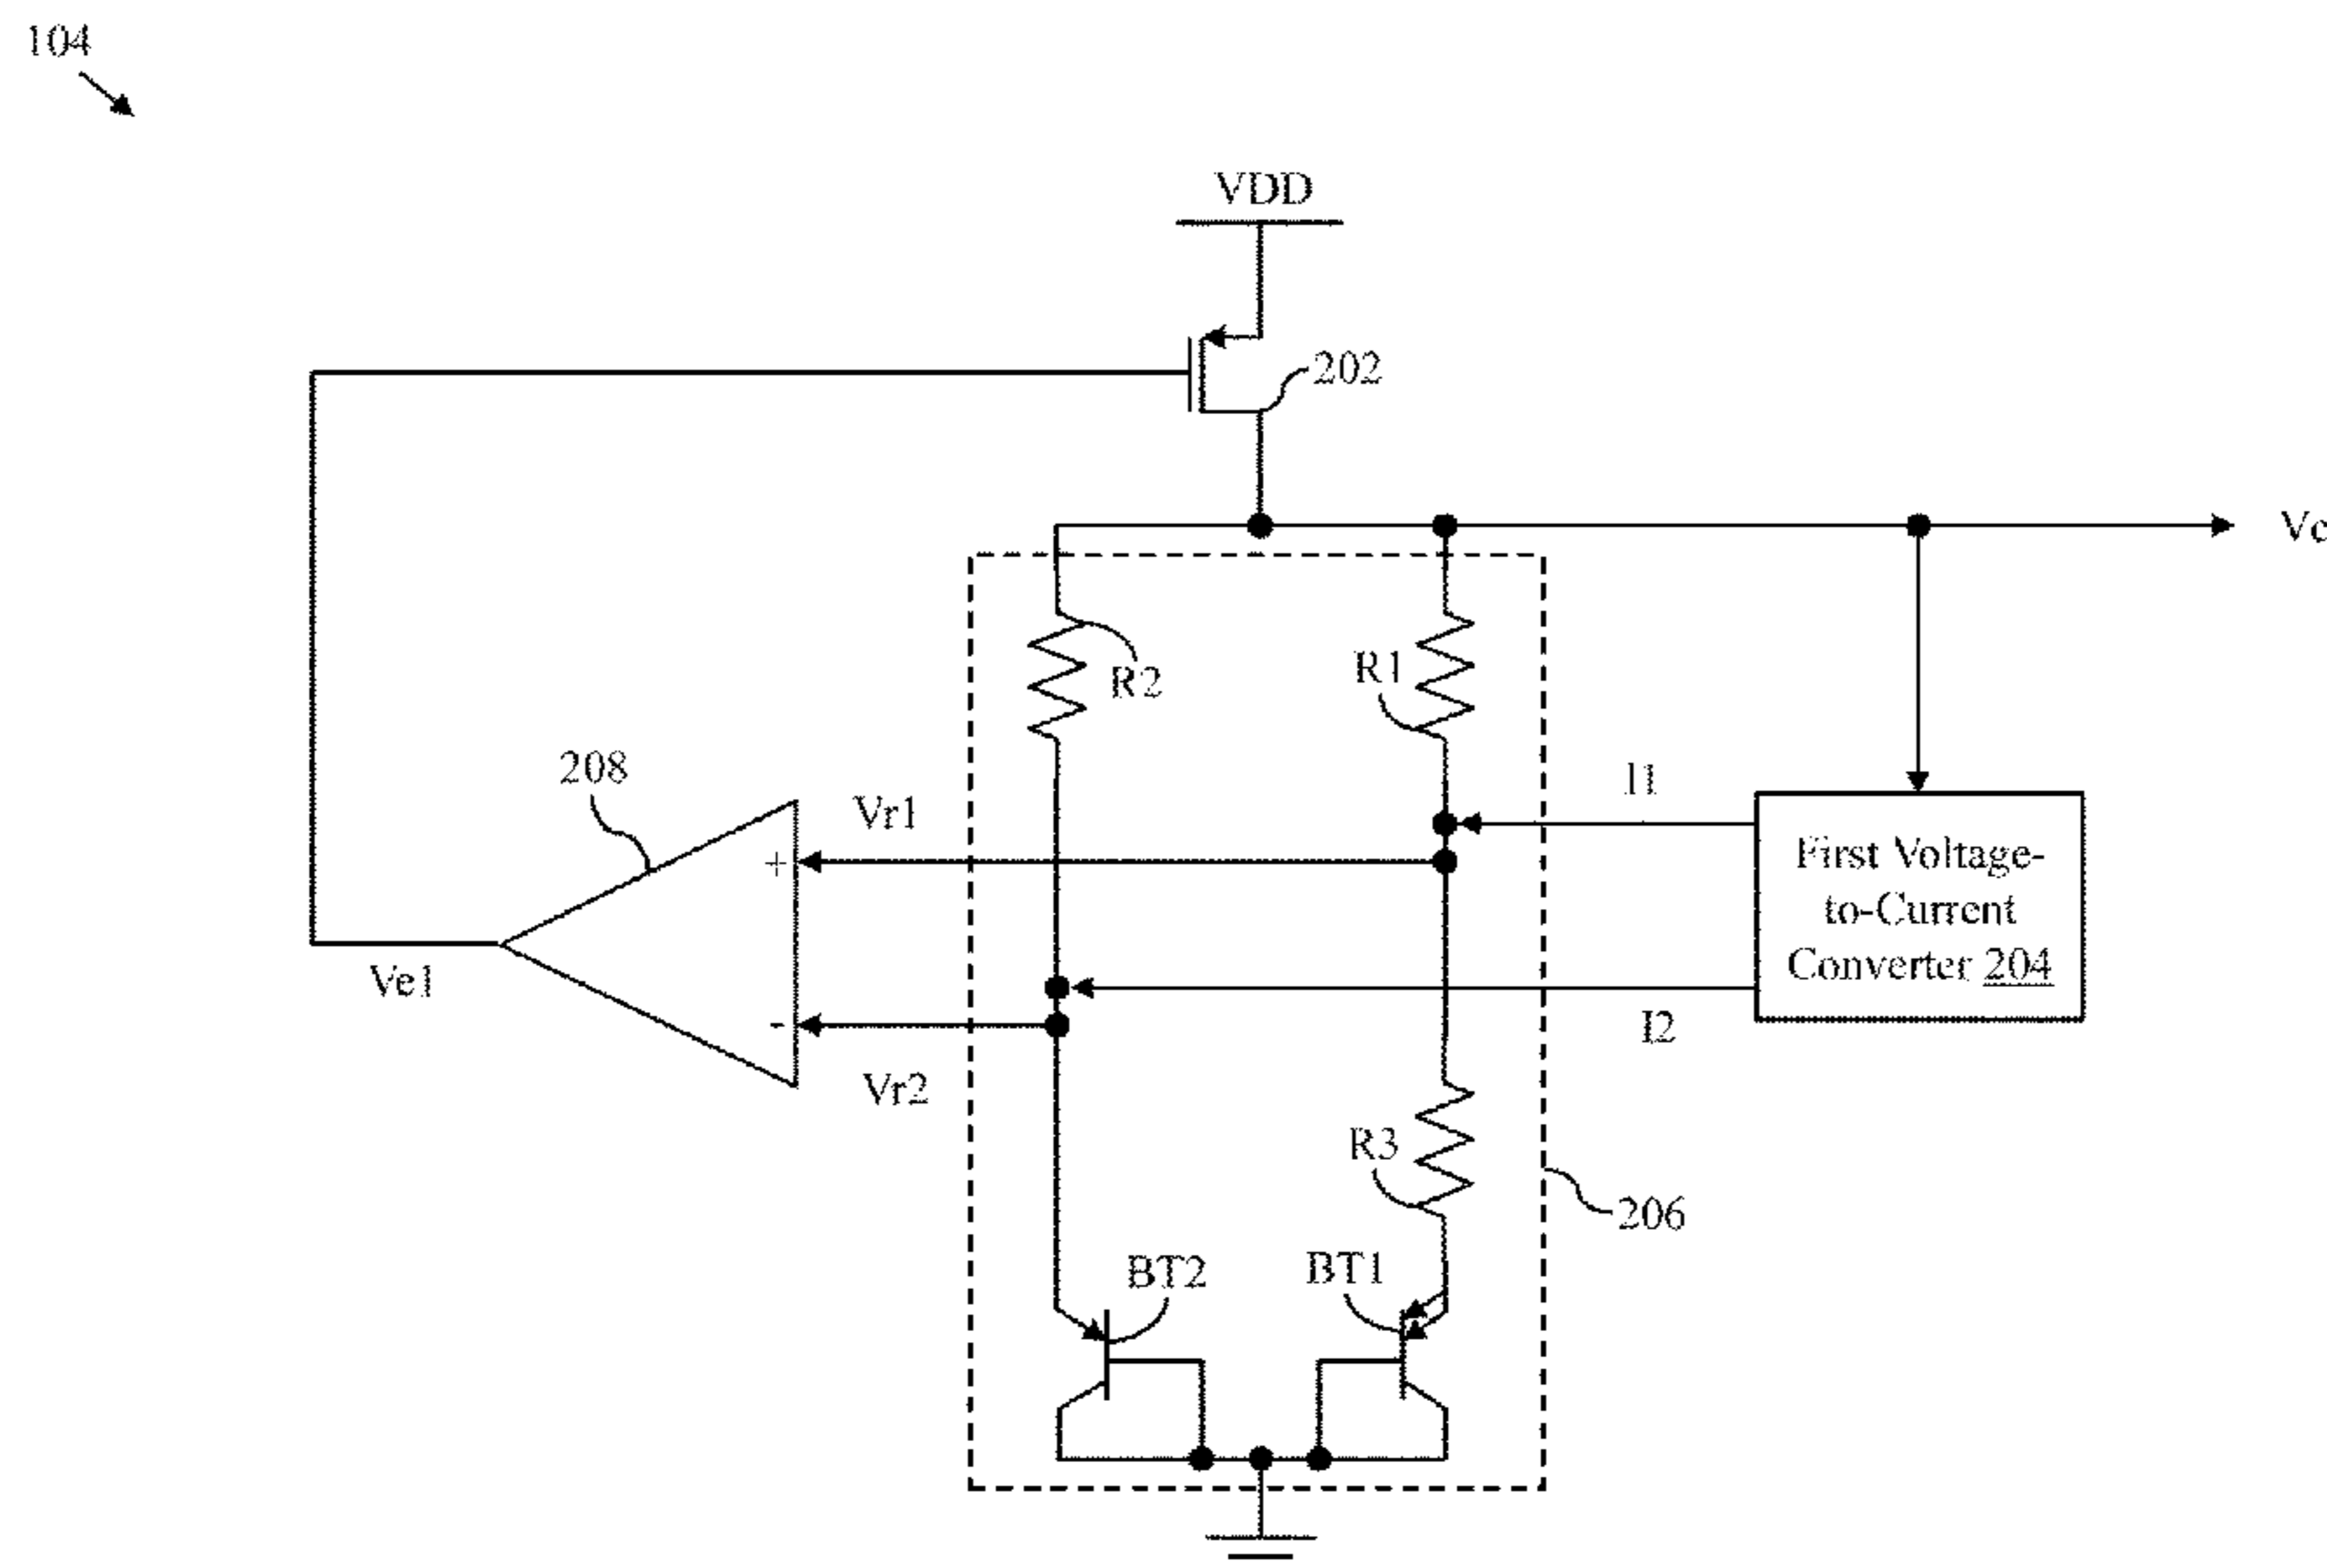 104
VDD
202
Vc
R2
R1
I1
208
Vr1
+
First Voltage-
to-Current
Converter 204
Ve1
-
I2
Vr2
R3
206
BT2
BT1